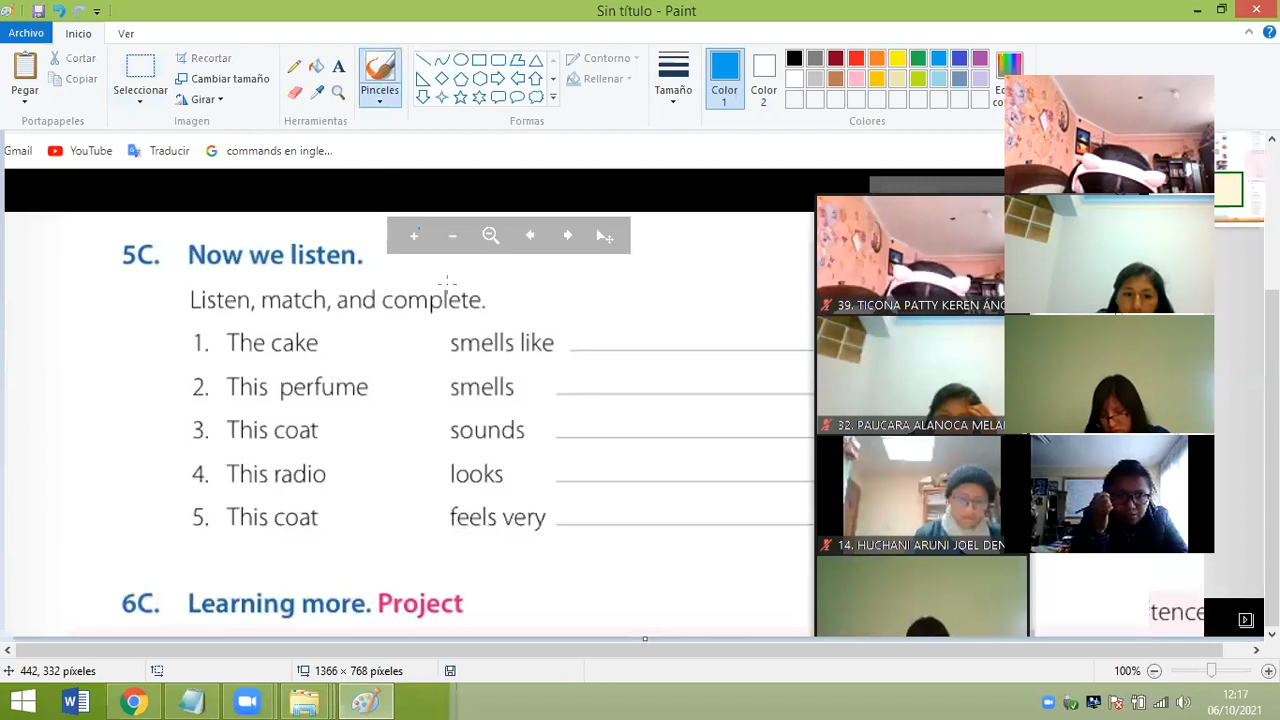 Sin título - Paint
Archivo Inicio Ver
Pegar
Cortar
Copiar
Portapapeles
Seleccionar
Recortar
Cambiar tamaño
Girar
Imagen
A
Herramientas
Pinceles
Contorno
Rellenar
Formas
Tamaño
Color 1
Color 2
Colores
Gmail YouTube Traducir commands en ingle...
5C. Now we listen.
Listen, match, and complete.
1. The cake smells like
2. This perfume smells
3. This coat sounds
4. This radio looks
5. This coat feels very
6C. Learning more. Project
39. TICONA PATTY KEREN ANG
32. PAUCARA ALANOCA MELA
14. HUCHANI ARUNI JOEL DEN
tence
442, 332 píxeles 1366 × 768 píxeles 100%
12:17
06/10/2021